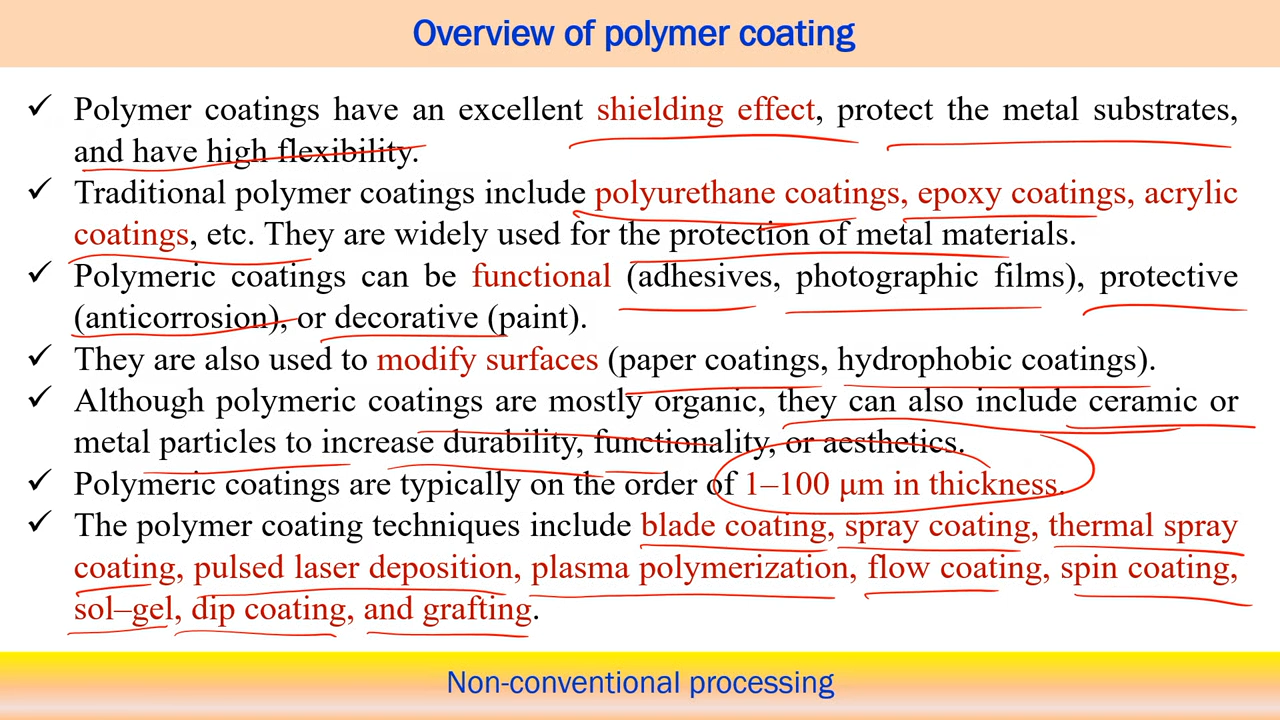 Overview of polymer coating
✓ Polymer coatings have an excellent shielding effect, protect the metal substrates,
and have high flexibility.
✓ Traditional polymer coatings include polyurethane coatings, epoxy coatings, acrylic
coatings, etc. They are widely used for the protection of metal materials.
✓ Polymeric coatings can be functional (adhesives, photographic films), protective
(anticorrosion), or decorative (paint).
✓ They are also used to modify surfaces (paper coatings, hydrophobic coatings).
✓ Although polymeric coatings are mostly organic, they can also include ceramic or
metal particles to increase durability, functionality, or aesthetics.
✓ Polymeric coatings are typically on the order of 1–100 μm in thickness.
✓ The polymer coating techniques include blade coating, spray coating, thermal spray
coating, pulsed laser deposition, plasma polymerization, flow coating, spin coating,
sol–gel, dip coating, and grafting.
Non-conventional processing